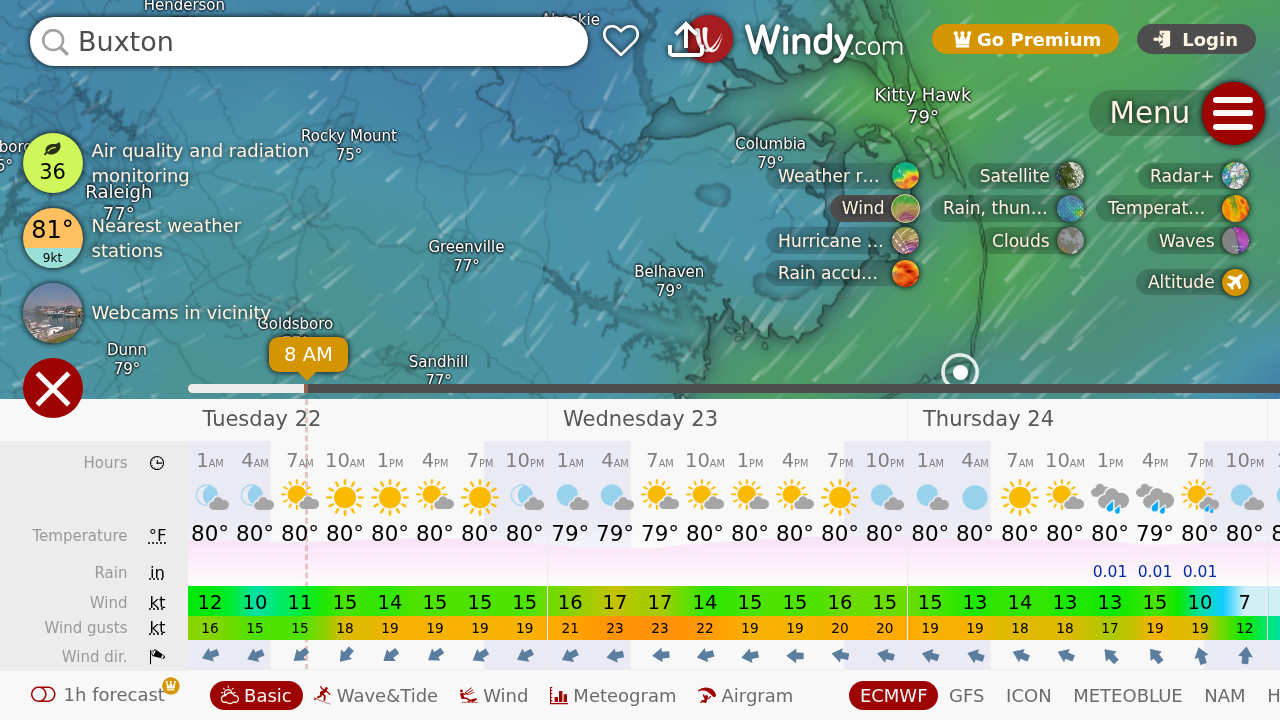 Henderson
Ahoskie
Buxton
Windy.com
Go Premium
Login
Kitty Hawk
79°
Menu
Rocky Mount
75°
Columbia
79°
36
Air quality and radiation
monitoring
Raleigh
77°
Weather r...
Satellite
Radar+
Wind
Rain, thun...
Temperat...
Hurricane ...
Clouds
Waves
Rain accu...
Altitude
81°
9kt
Nearest weather
stations
Greenville
77°
Belhaven
79°
Webcams in vicinity
Goldsboro
Dunn
79°
8 AM
Sandhill
77°
Tuesday 22 Wednesday 23 Thursday 24
Hours 1AM 4AM 7AM 10AM 1PM 4PM 7PM 10PM 1AM 4AM 7AM 10AM 1PM 4PM 7PM 10PM 1AM 4AM 7AM 10AM 1PM 4PM 7PM 10PM
Temperature °F 80° 80° 80° 80° 80° 80° 80° 80° 79° 79° 79° 80° 80° 80° 80° 80° 80° 80° 80° 80° 80° 79° 80° 80° 8
Rain in 0.01 0.01 0.01
Wind kt 12 10 11 15 14 15 15 15 16 17 17 14 15 15 16 15 15 13 14 13 13 15 10 7
Wind gusts kt 16 15 15 18 19 19 19 19 21 23 23 22 19 19 20 20 19 19 18 18 17 19 19 12
Wind dir.
1h forecast Basic Wave&Tide Wind Meteogram Airgram ECMWF GFS ICON METEOBLUE NAM H